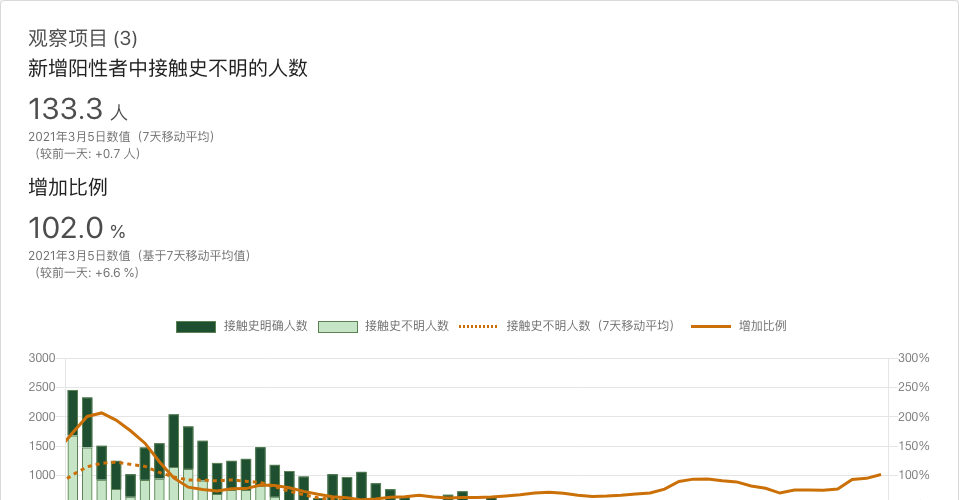 观察项目 (3)
新增阳性者中接触史不明的人数
133.3 人
2021年3月5日数值（7天移动平均）
（较前一天: +0.7 人）
增加比例
102.0 %
2021年3月5日数值（基于7天移动平均值）
（较前一天: +6.6 %）
接触史明确人数 接触史不明人数 接触史不明人数（7天移动平均） 增加比例
3000 300%
2500 250%
2000 200%
1500 150%
1000 100%